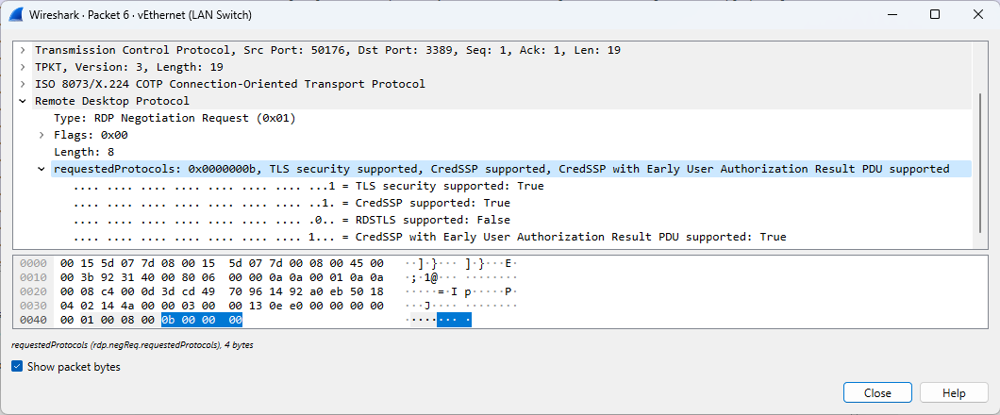 Wireshark · Packet 6 · vEthernet (LAN Switch)
Transmission Control Protocol, Src Port: 50176, Dst Port: 3389, Seq: 1, Ack: 1, Len: 19
TPKT, Version: 3, Length: 19
ISO 8073/X.224 COTP Connection-Oriented Transport Protocol
Remote Desktop Protocol
Type: RDP Negotiation Request (0x01)
Flags: 0x00
Length: 8
requestedProtocols: 0x0000000b, TLS security supported, CredSSP supported, CredSSP with Early User Authorization Result PDU supported
.... .... .... .... .... .... .... ...1 = TLS security supported: True
.... .... .... .... .... .... .... ..1. = CredSSP supported: True
.... .... .... .... .... .... .... .0.. = RDSTLS supported: False
.... .... .... .... .... .... .... 1... = CredSSP with Early User Authorization Result PDU supported: True
0000 00 15 5d 07 7d 08 00 15 5d 07 7d 00 08 00 45 00 ··]·}··· ]·}···E·
0010 00 3b 92 31 40 00 80 06 00 00 0a 0a 00 01 0a 0a ·;·1@··· ········
0020 00 08 c4 00 0d 3d cd 49 70 96 14 92 a0 eb 50 18 ·····=·I p·····P·
0030 04 02 14 4a 00 00 03 00 00 13 0e e0 00 00 00 00 ···J···· ········
0040 00 01 00 08 00 0b 00 00 00 ········ ·
requestedProtocols (rdp.negReq.requestedProtocols), 4 bytes
Show packet bytes
Close Help